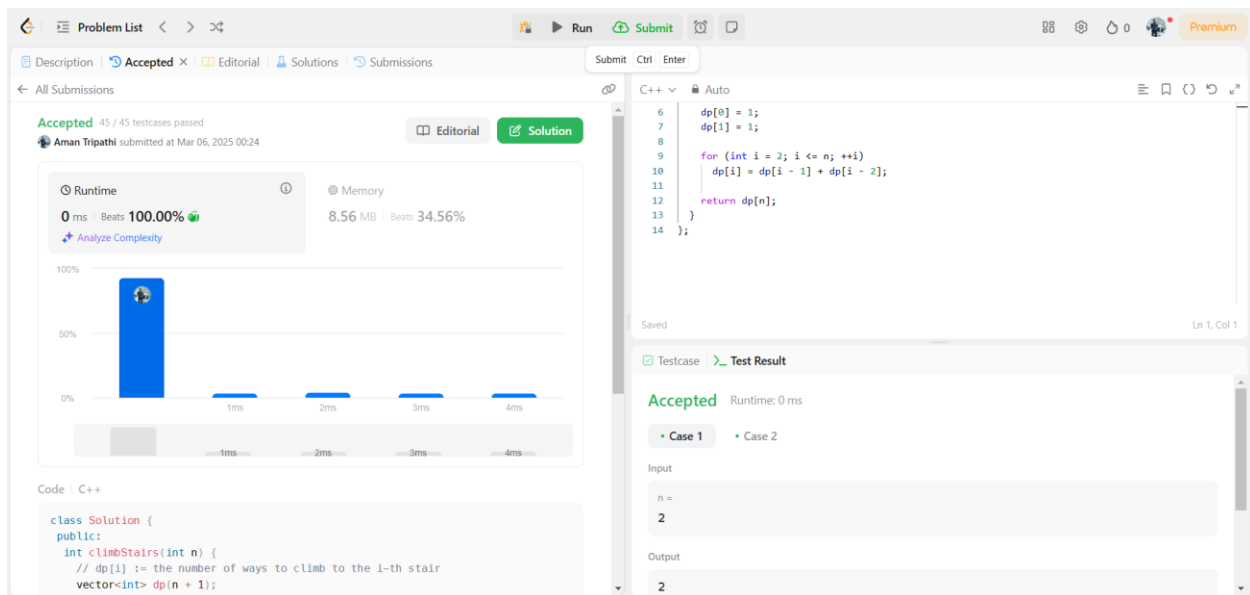 Problem List
Run
Submit
0
Premium
Description
Accepted
Editorial
Solutions
Submissions
Submit Ctrl Enter
All Submissions
Accepted 45 / 45 testcases passed
Aman Tripathi submitted at Mar 06, 2025 00:24
Editorial
Solution
Runtime
0 ms Beats 100.00%
Analyze Complexity
Memory
8.56 MB Beats 34.56%
100%
50%
0%
1ms 2ms 3ms 4ms
1ms 2ms 3ms 4ms
Code C++
class Solution {
public:
int climbStairs(int n) {
// dp[i] := the number of ways to climb to the i-th stair
vector<int> dp(n + 1);
C++ Auto
6 dp[0] = 1;
7 dp[1] = 1;
8
9 for (int i = 2; i <= n; ++i)
10 dp[i] = dp[i - 1] + dp[i - 2];
11
12 return dp[n];
13 }
14 };
Saved
Ln 1, Col 1
Testcase
>_ Test Result
Accepted Runtime: 0 ms
• Case 1 • Case 2
Input
n =
2
Output
2